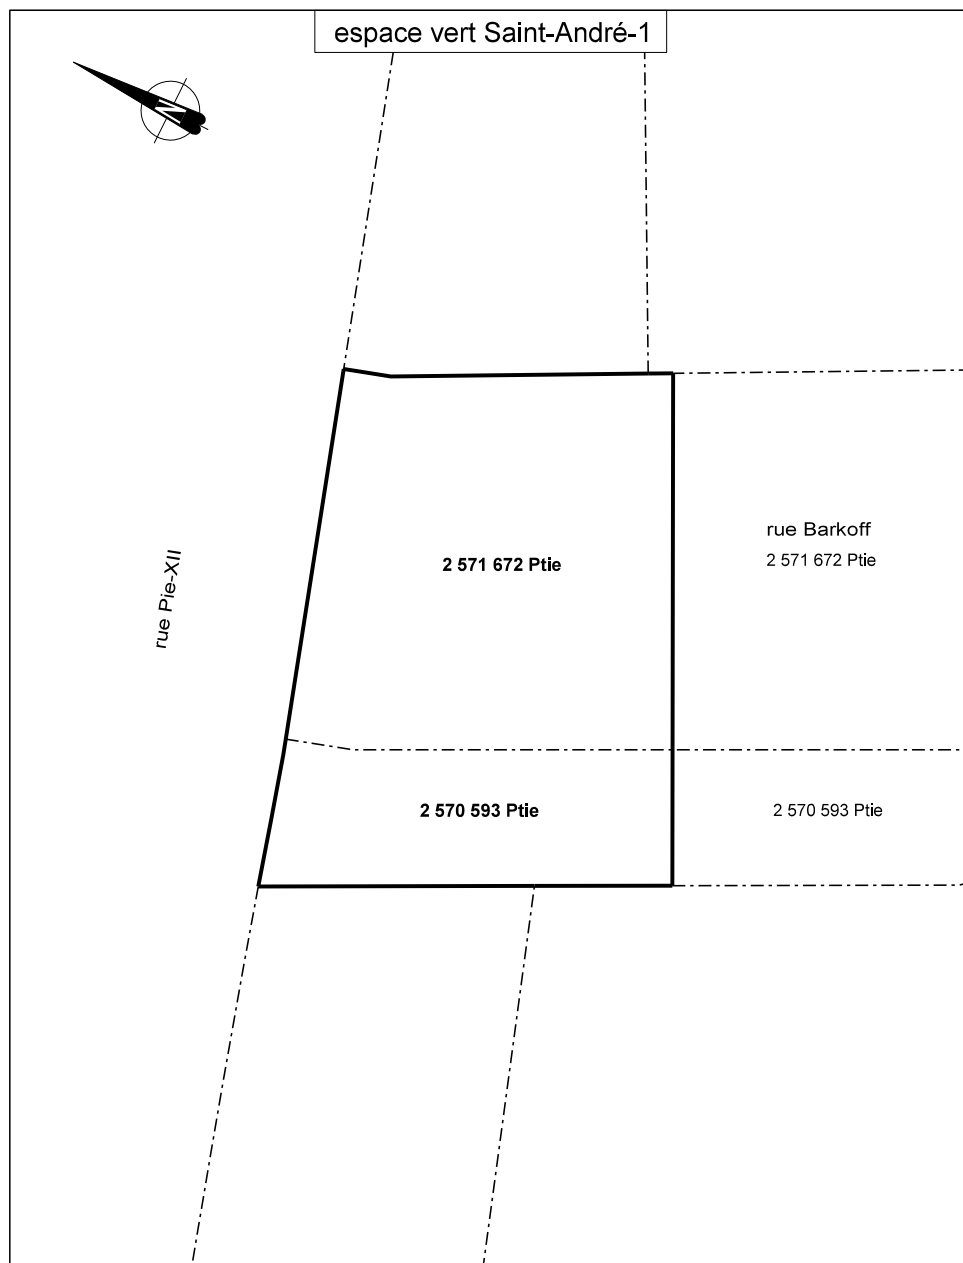 espace vert Saint-André-1
N
rue Barkoff
2 571 672 Ptie
2 571 672 Ptie
rue Pie-XII
2 570 593 Ptie
2 570 593 Ptie